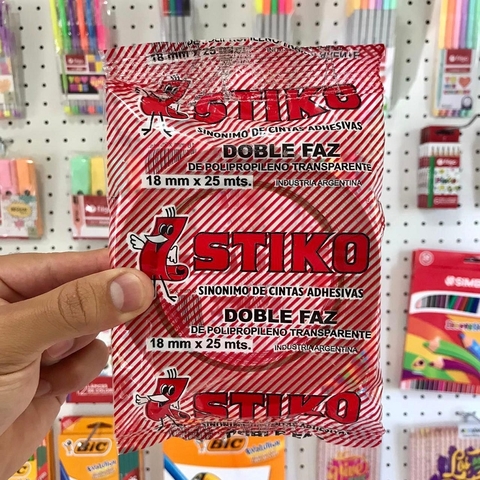 18 mm x 25
STIKO
SINONIMO DE CINTAS ADHESIVAS
DOBLE FAZ
DE POLIPROPILENO TRANSPARENTE
18 mm x 25 mts.
INDUSTRIA ARGENTINA
STIKO
SINONIMO DE CINTAS ADHESIVAS
DOBLE FAZ
DE POLIPROPILENO TRANSPARENTE
18 mm x 25 mts.
INDUSTRIA ARGENTINA
STIKO
BIC
BIC